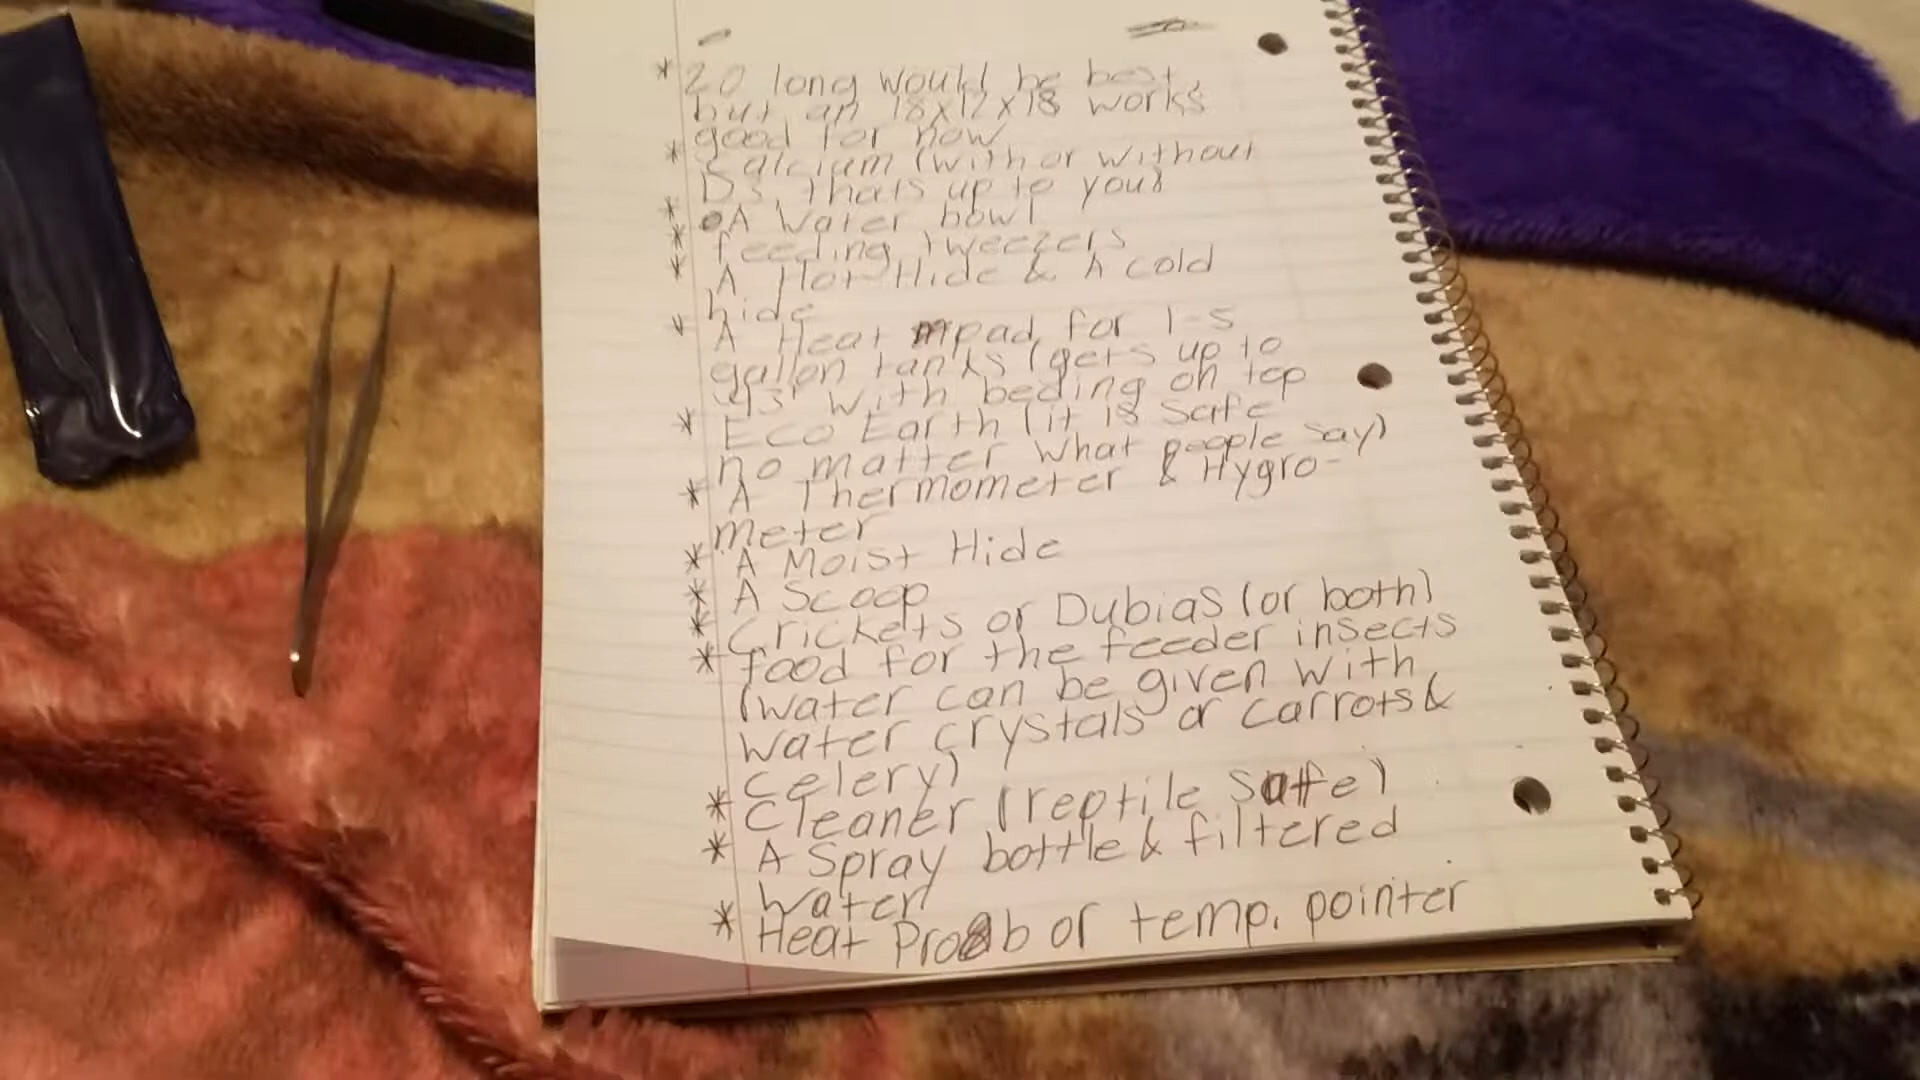 * 20 long would be best
but an 18x12x18 works
good for now
* Calcium (with or without
D3, thats up to you)
* A Water bowl
* feeding tweezers
* A Hot Hide & A cold
hide
* A Heat pad for 1-5
gallon tanks (gets up to
93° with beding on top
* Eco Earth (it is safe
no matter what people say)
* A Thermometer & Hygro-
meter
* A Moist Hide
* A Scoop
* Crickets or Dubias (or both)
* food for the feeder insects
(water can be given with
water crystals or carrots &
celery)
* Cleaner (reptile safe)
* A Spray bottle & filtered
water
* Heat Prob or temp. pointer